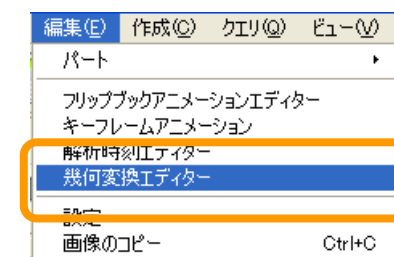 編集(E) 作成(C) クエリ(Q) ビュー(V)
パート
フリップブックアニメーションエディター
キーフレームアニメーション
解析時刻エディター
幾何変換エディター
設定
画像のコピー Ctrl+C